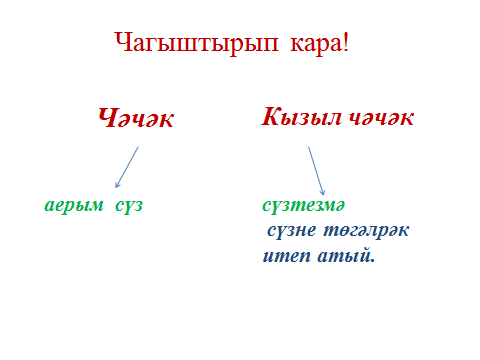 Чагыштырып кара!
Чәчәк
Кызыл чәчәк
аерым сүз
сүзтезмә
сүзне төгәлрәк
итеп атый.